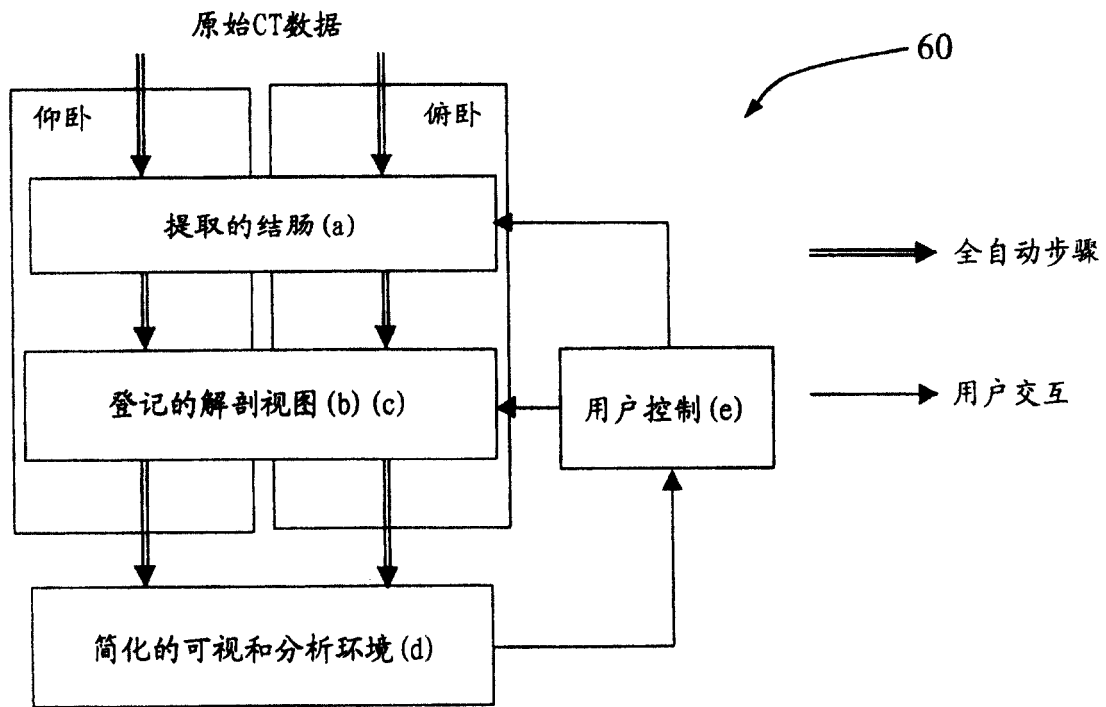 原始CT数据
60
仰卧
俯卧
提取的结肠(a)
全自动步骤
登记的解剖视图(b)(c)
用户控制(e)
用户交互
简化的可视和分析环境(d)